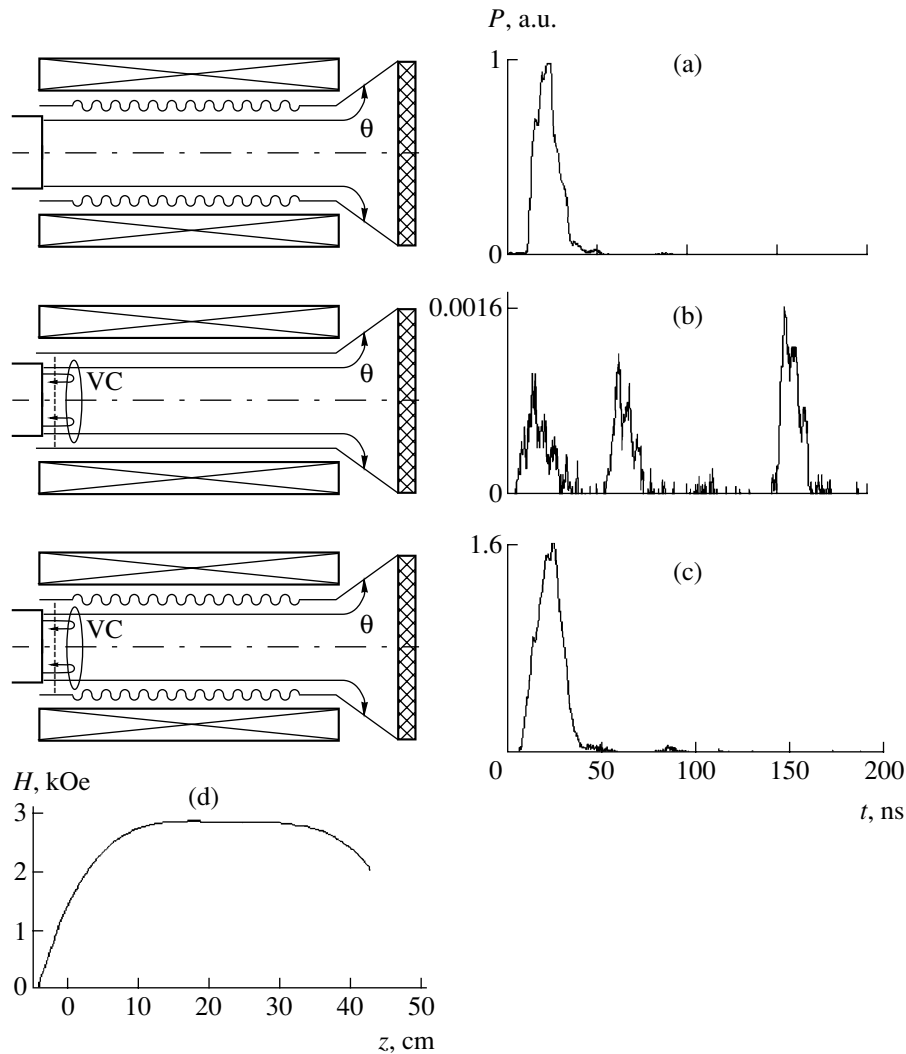 P, a.u.
1
(a)
0
θ
0.0016
(b)
0
VC
θ
1.6
(c)
0 50 100 150 200
t, ns
VC
θ
H, kOe
(d)
3
2
1
0
0 10 20 30 40 50
z, cm